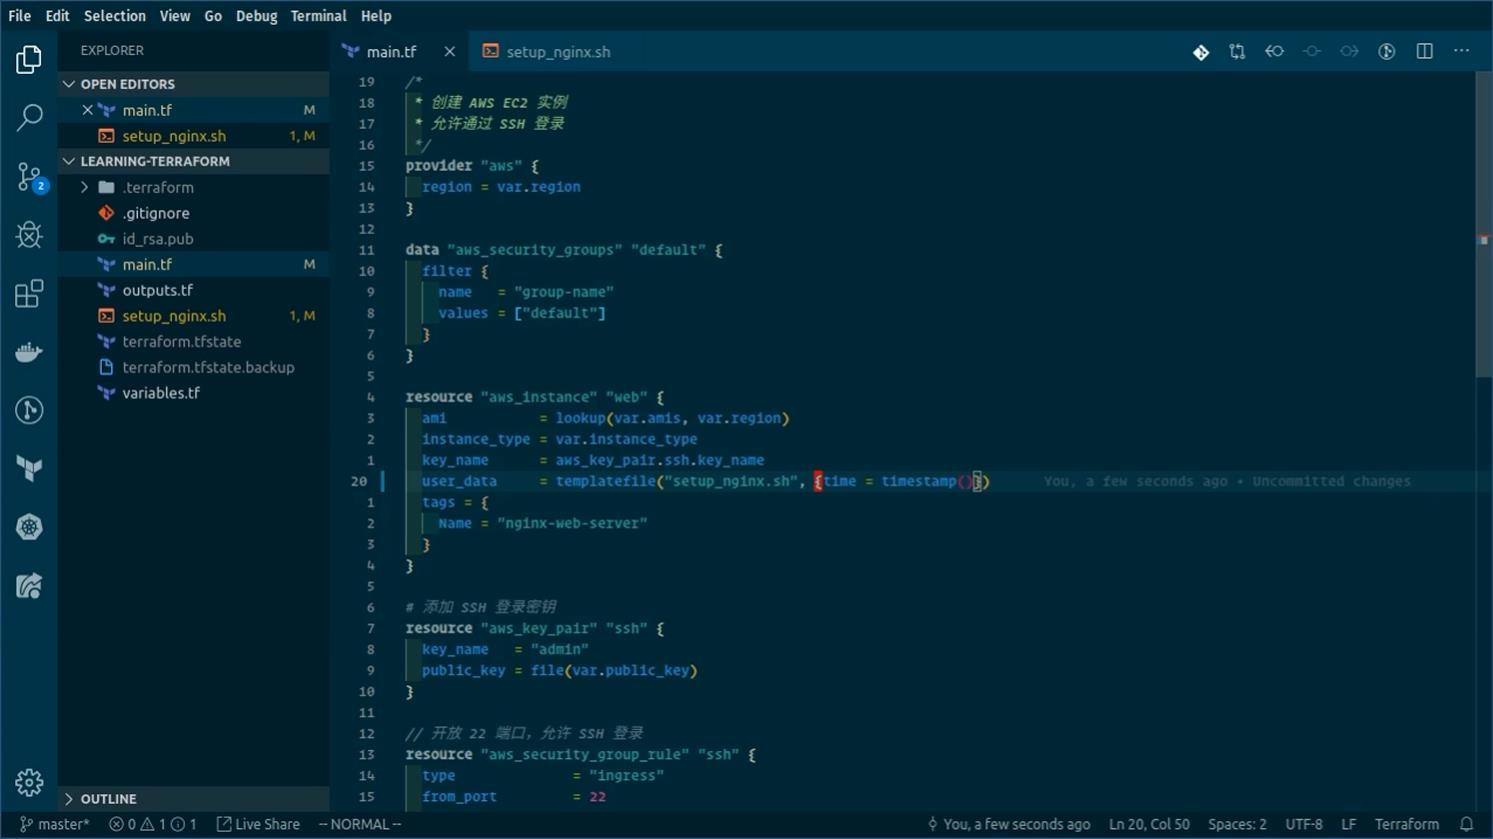 File Edit Selection View Go Debug Terminal Help
EXPLORER
main.tf
setup_nginx.sh
OPEN EDITORS
main.tf M
setup_nginx.sh 1, M
LEARNING-TERRAFORM
.terraform
.gitignore
id_rsa.pub
main.tf M
outputs.tf
setup_nginx.sh 1, M
terraform.tfstate
terraform.tfstate.backup
variables.tf
OUTLINE
2
19 /*
18 * 创建 AWS EC2 实例
17 * 允许通过 SSH 登录
16 */
15 provider "aws" {
14 region = var.region
13 }
12
11 data "aws_security_groups" "default" {
10 filter {
9 name = "group-name"
8 values = ["default"]
7 }
6 }
5
4 resource "aws_instance" "web" {
3 ami = lookup(var.amis, var.region)
2 instance_type = var.instance_type
1 key_name = aws_key_pair.ssh.key_name
20 user_data = templatefile("setup_nginx.sh", {time = timestamp()}) You, a few seconds ago • Uncommitted changes
1 tags = {
2 Name = "nginx-web-server"
3 }
4 }
5
6 # 添加 SSH 登录密钥
7 resource "aws_key_pair" "ssh" {
8 key_name = "admin"
9 public_key = file(var.public_key)
10 }
11
12 // 开放 22 端口，允许 SSH 登录
13 resource "aws_security_group_rule" "ssh" {
14 type = "ingress"
15 from_port = 22
master* 0 1 1 Live Share -- NORMAL -- You, a few seconds ago Ln 20, Col 50 Spaces: 2 UTF-8 LF Terraform